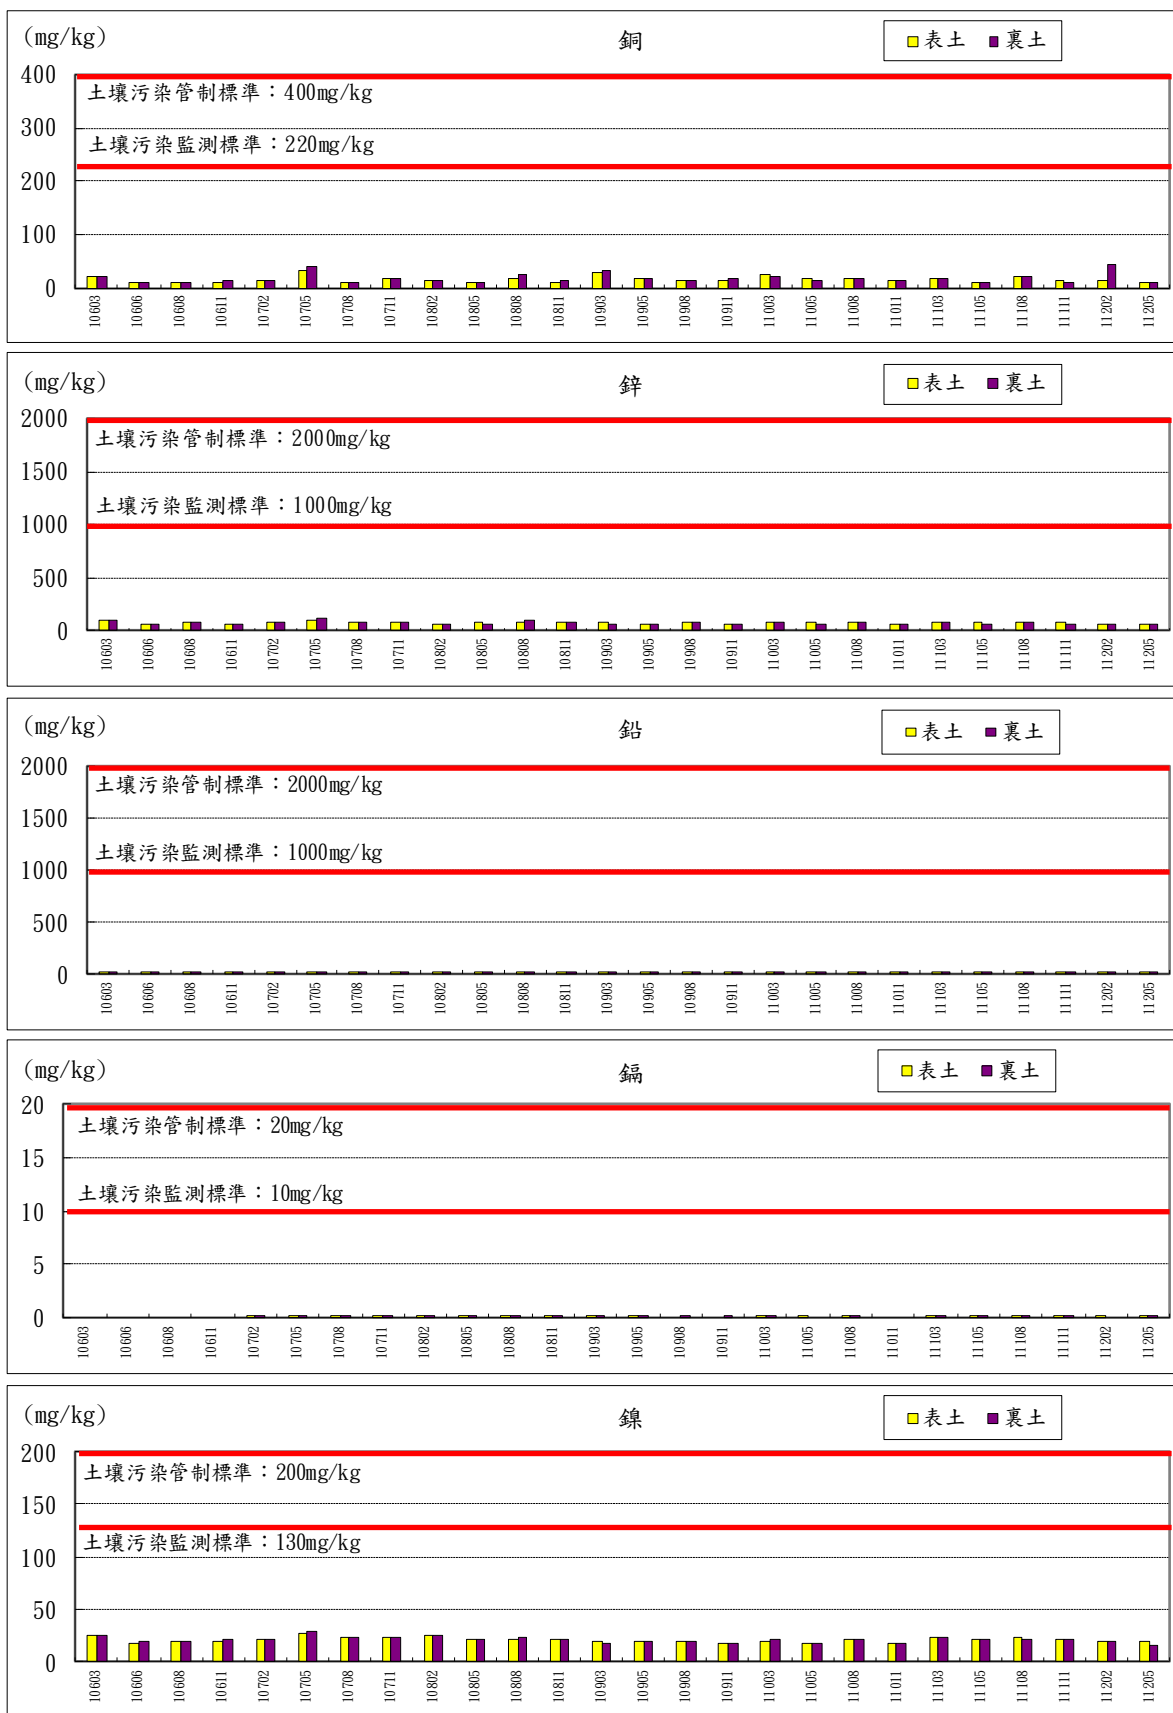 (mg/kg)
銅
表土 裏土
400
土壤污染管制標準：400mg/kg
300
土壤污染監測標準：220mg/kg
200
100
0
10603 10606 10608 10611 10702 10705 10708 10711 10802 10805 10808 10811 10903 10905 10908 10911 11003 11005 11008 11011 11103 11105 11108 11111 11202 11205
(mg/kg)
鋅
表土 裏土
2000
土壤污染管制標準：2000mg/kg
1500
土壤污染監測標準：1000mg/kg
1000
500
0
10603 10606 10608 10611 10702 10705 10708 10711 10802 10805 10808 10811 10903 10905 10908 10911 11003 11005 11008 11011 11103 11105 11108 11111 11202 11205
(mg/kg)
鉛
表土 裏土
2000
土壤污染管制標準：2000mg/kg
1500
土壤污染監測標準：1000mg/kg
1000
500
0
10603 10606 10608 10611 10702 10705 10708 10711 10802 10805 10808 10811 10903 10905 10908 10911 11003 11005 11008 11011 11103 11105 11108 11111 11202 11205
(mg/kg)
鎘
表土 裏土
20
土壤污染管制標準：20mg/kg
15
土壤污染監測標準：10mg/kg
10
5
0
10603 10606 10608 10611 10702 10705 10708 10711 10802 10805 10808 10811 10903 10905 10908 10911 11003 11005 11008 11011 11103 11105 11108 11111 11202 11205
(mg/kg)
鎳
表土 裏土
200
土壤污染管制標準：200mg/kg
150
土壤污染監測標準：130mg/kg
100
50
0
10603 10606 10608 10611 10702 10705 10708 10711 10802 10805 10808 10811 10903 10905 10908 10911 11003 11005 11008 11011 11103 11105 11108 11111 11202 11205